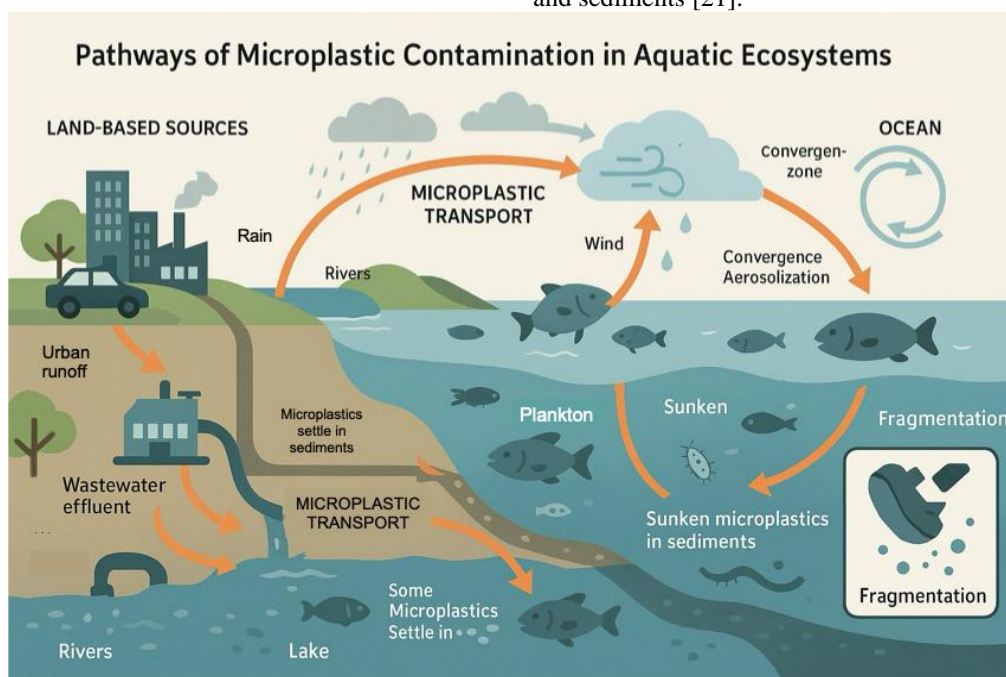 and sediments [21].
Pathways of Microplastic Contamination in Aquatic Ecosystems
LAND-BASED SOURCES
OCEAN
Convergen-
zone
MICROPLASTIC
TRANSPORT
Rain
Wind
Rivers
Convergence
Aerosolization
Urban
runoff
Microplastics
settle in
sediments
Plankton
Sunken
Fragmentation
Wastewater
effluent
...
MICROPLASTIC
TRANSPORT
Sunken microplastics
in sediments
Fragmentation
Some
Microplastics
Settle in
Rivers
Lake